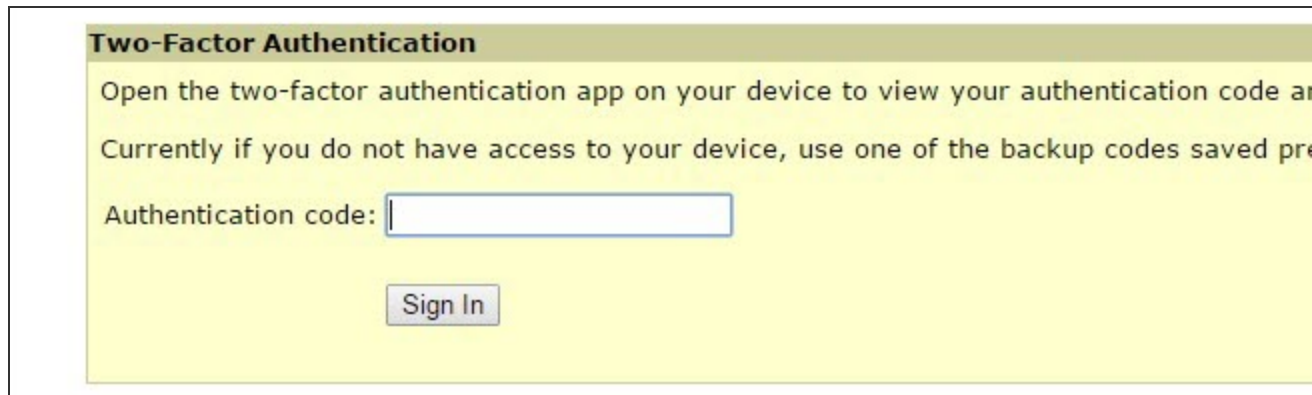 Two-Factor Authentication
Open the two-factor authentication app on your device to view your authentication code
Currently if you do not have access to your device, use one of the backup codes saved
Authentication code:
Sign In